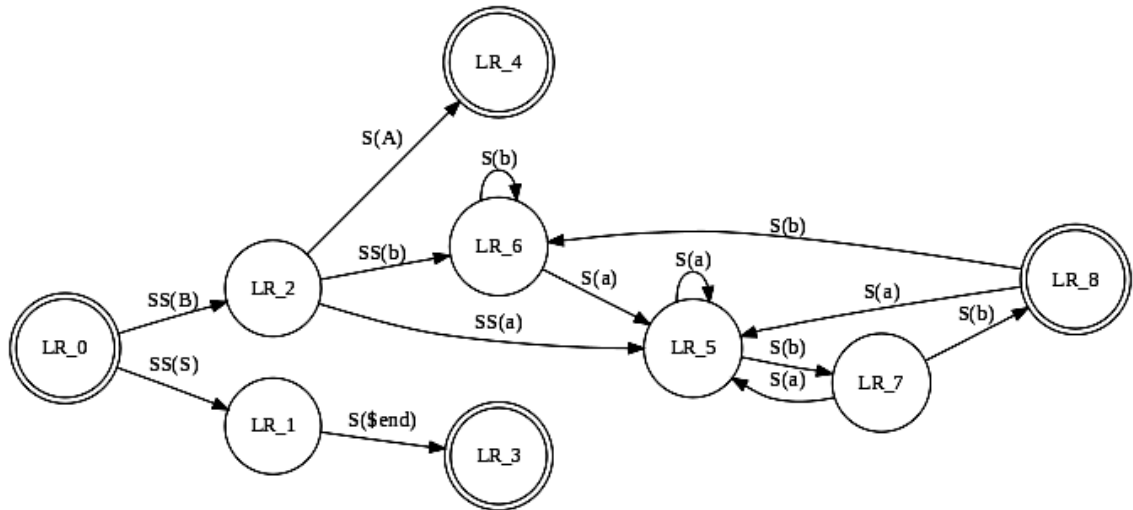 LR_4
S(A)
S(b)
LR_6
S(b)
SS(b)
S(a)
S(a)
S(a)
LR_8
LR_2
SS(B)
SS(a)
S(b)
LR_0
LR_5
S(b)
S(a)
LR_7
SS(S)
LR_1
S($end)
LR_3